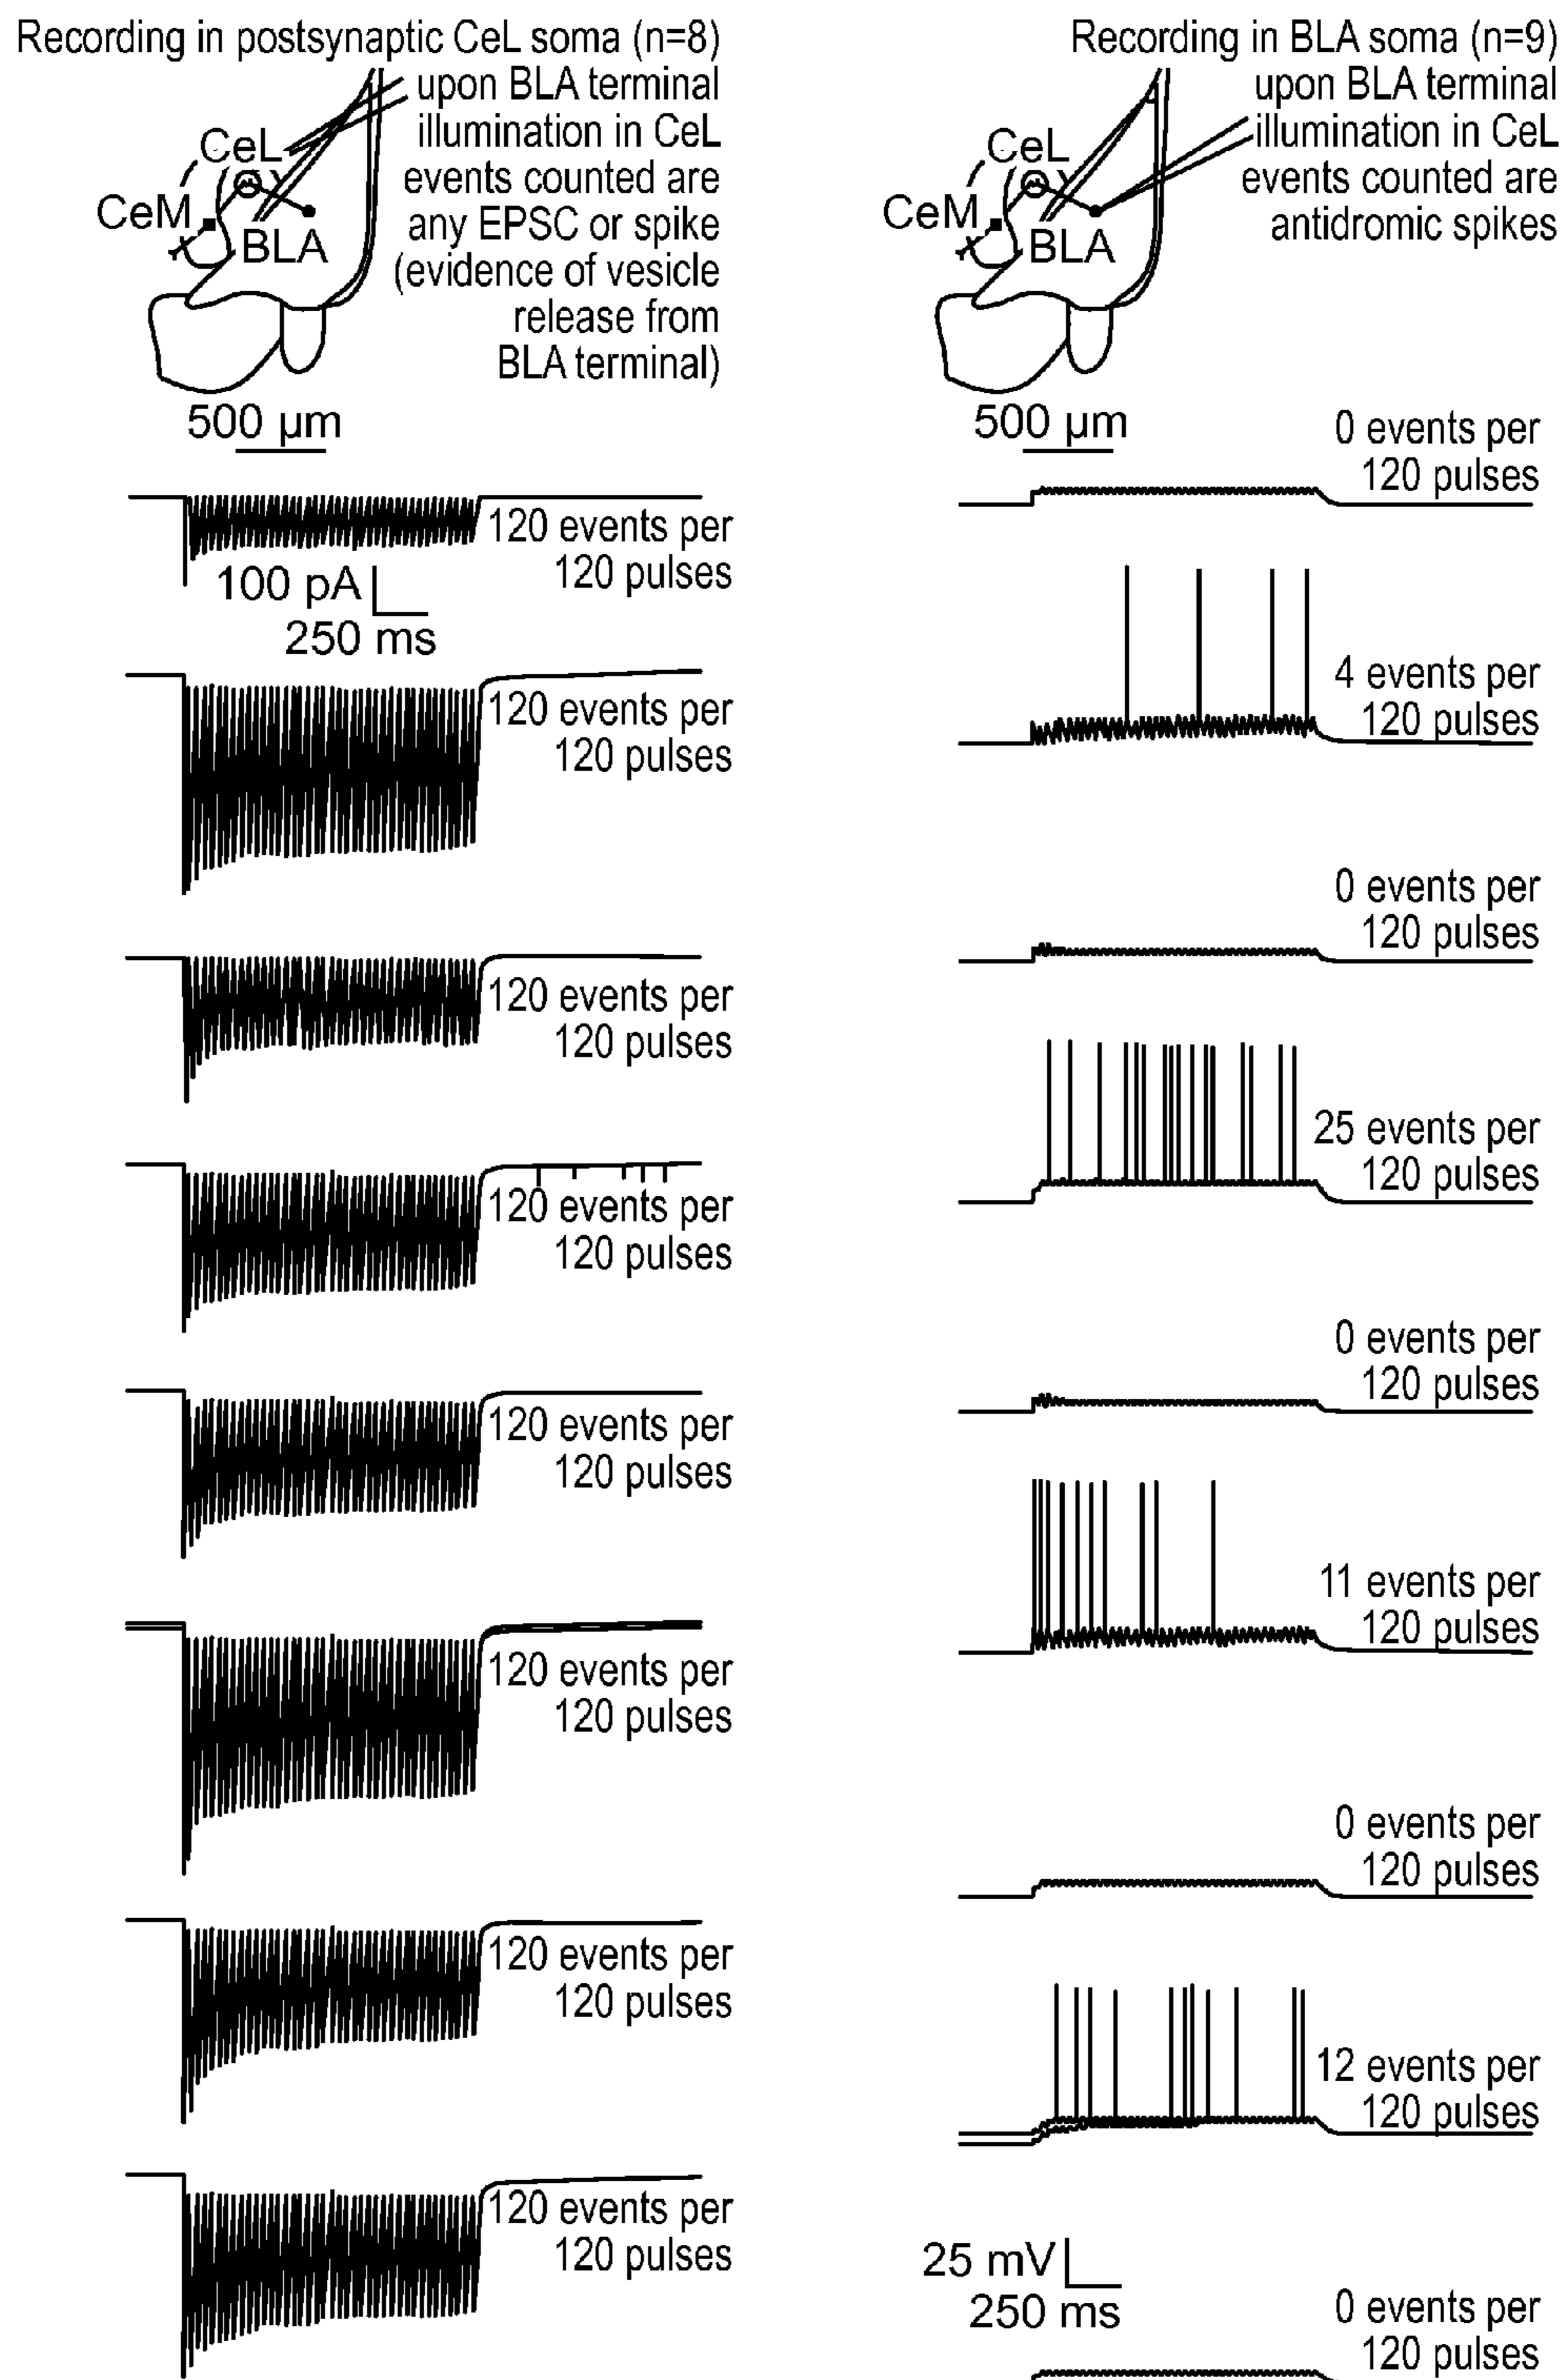 Recording in postsynaptic CeL soma (n=8)
upon BLA terminal
illumination in CeL
events counted are
any EPSC or spike
(evidence of vesicle
release from
BLA terminal)
CeL
CeM
BLA
500 µm
120 events per
120 pulses
100 pA
250 ms
120 events per
120 pulses
120 events per
120 pulses
120 events per
120 pulses
120 events per
120 pulses
120 events per
120 pulses
120 events per
120 pulses
120 events per
120 pulses
Recording in BLA soma (n=9)
upon BLA terminal
illumination in CeL
events counted are
antidromic spikes
CeL
CeM
BLA
500 µm
0 events per
120 pulses
4 events per
120 pulses
0 events per
120 pulses
25 events per
120 pulses
0 events per
120 pulses
11 events per
120 pulses
0 events per
120 pulses
12 events per
120 pulses
25 mV
250 ms
0 events per
120 pulses